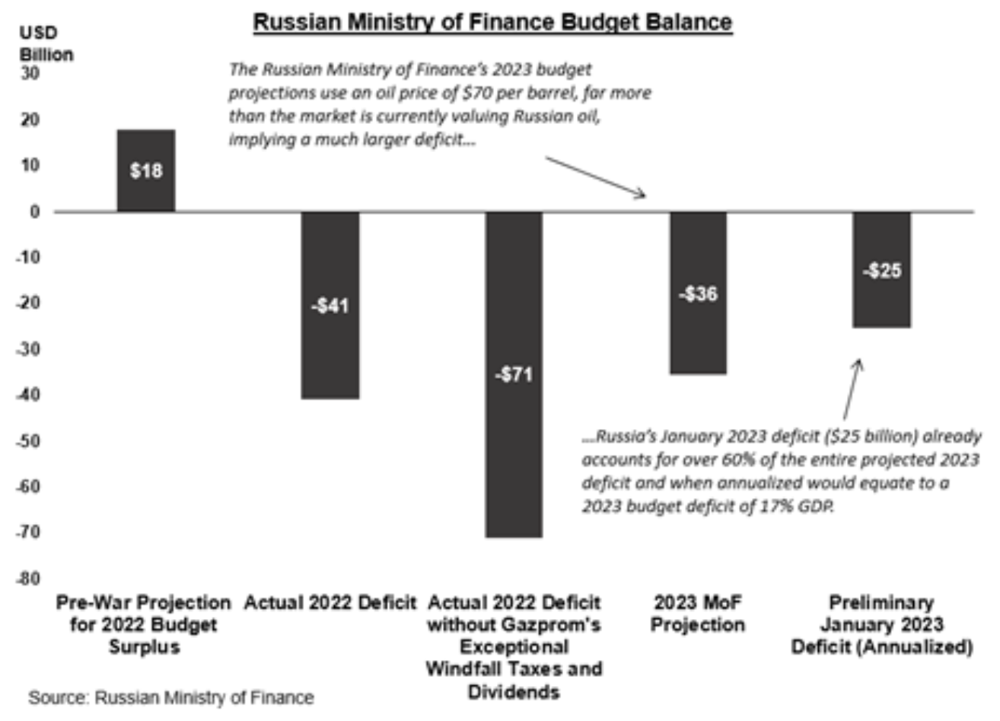 Russian Ministry of Finance Budget Balance
USD
Billion
The Russian Ministry of Finance's 2023 budget
projections use an oil price of $70 per barrel, far more
than the market is currently valuing Russian oil,
implying a much larger deficit...
30
20
10
0
-10
-20
-30
-40
-50
-60
-70
-80
$18
-$41
-$71
-$36
-$25
...Russia's January 2023 deficit ($25 billion) already
accounts for over 60% of the entire projected 2023
deficit and when annualized would equate to a
2023 budget deficit of 17% GDP.
Pre-War Projection
for 2022 Budget
Surplus
Actual 2022 Deficit
Actual 2022 Deficit
without Gazprom's
Exceptional
Windfall Taxes and
Dividends
2023 MoF
Projection
Preliminary
January 2023
Deficit (Annualized)
Source: Russian Ministry of Finance